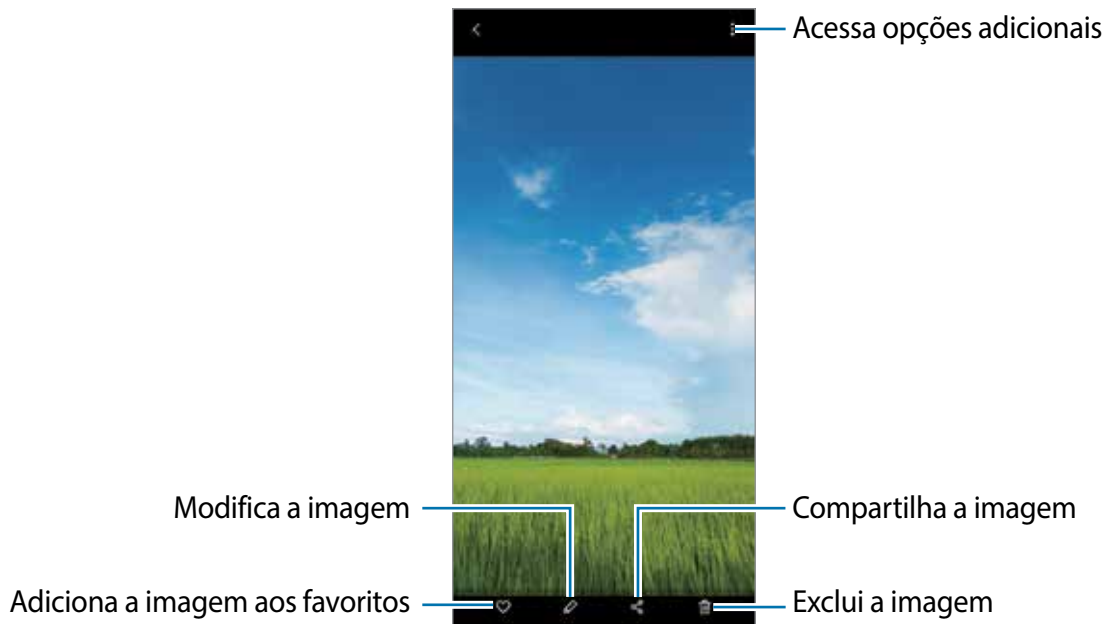 Acessa opções adicionais
Modifica a imagem
Compartilha a imagem
Adiciona a imagem aos favoritos
Exclui a imagem